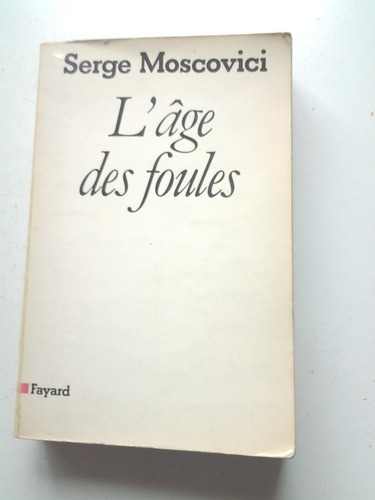 Serge Moscovici
L'âge
des foules
Fayard